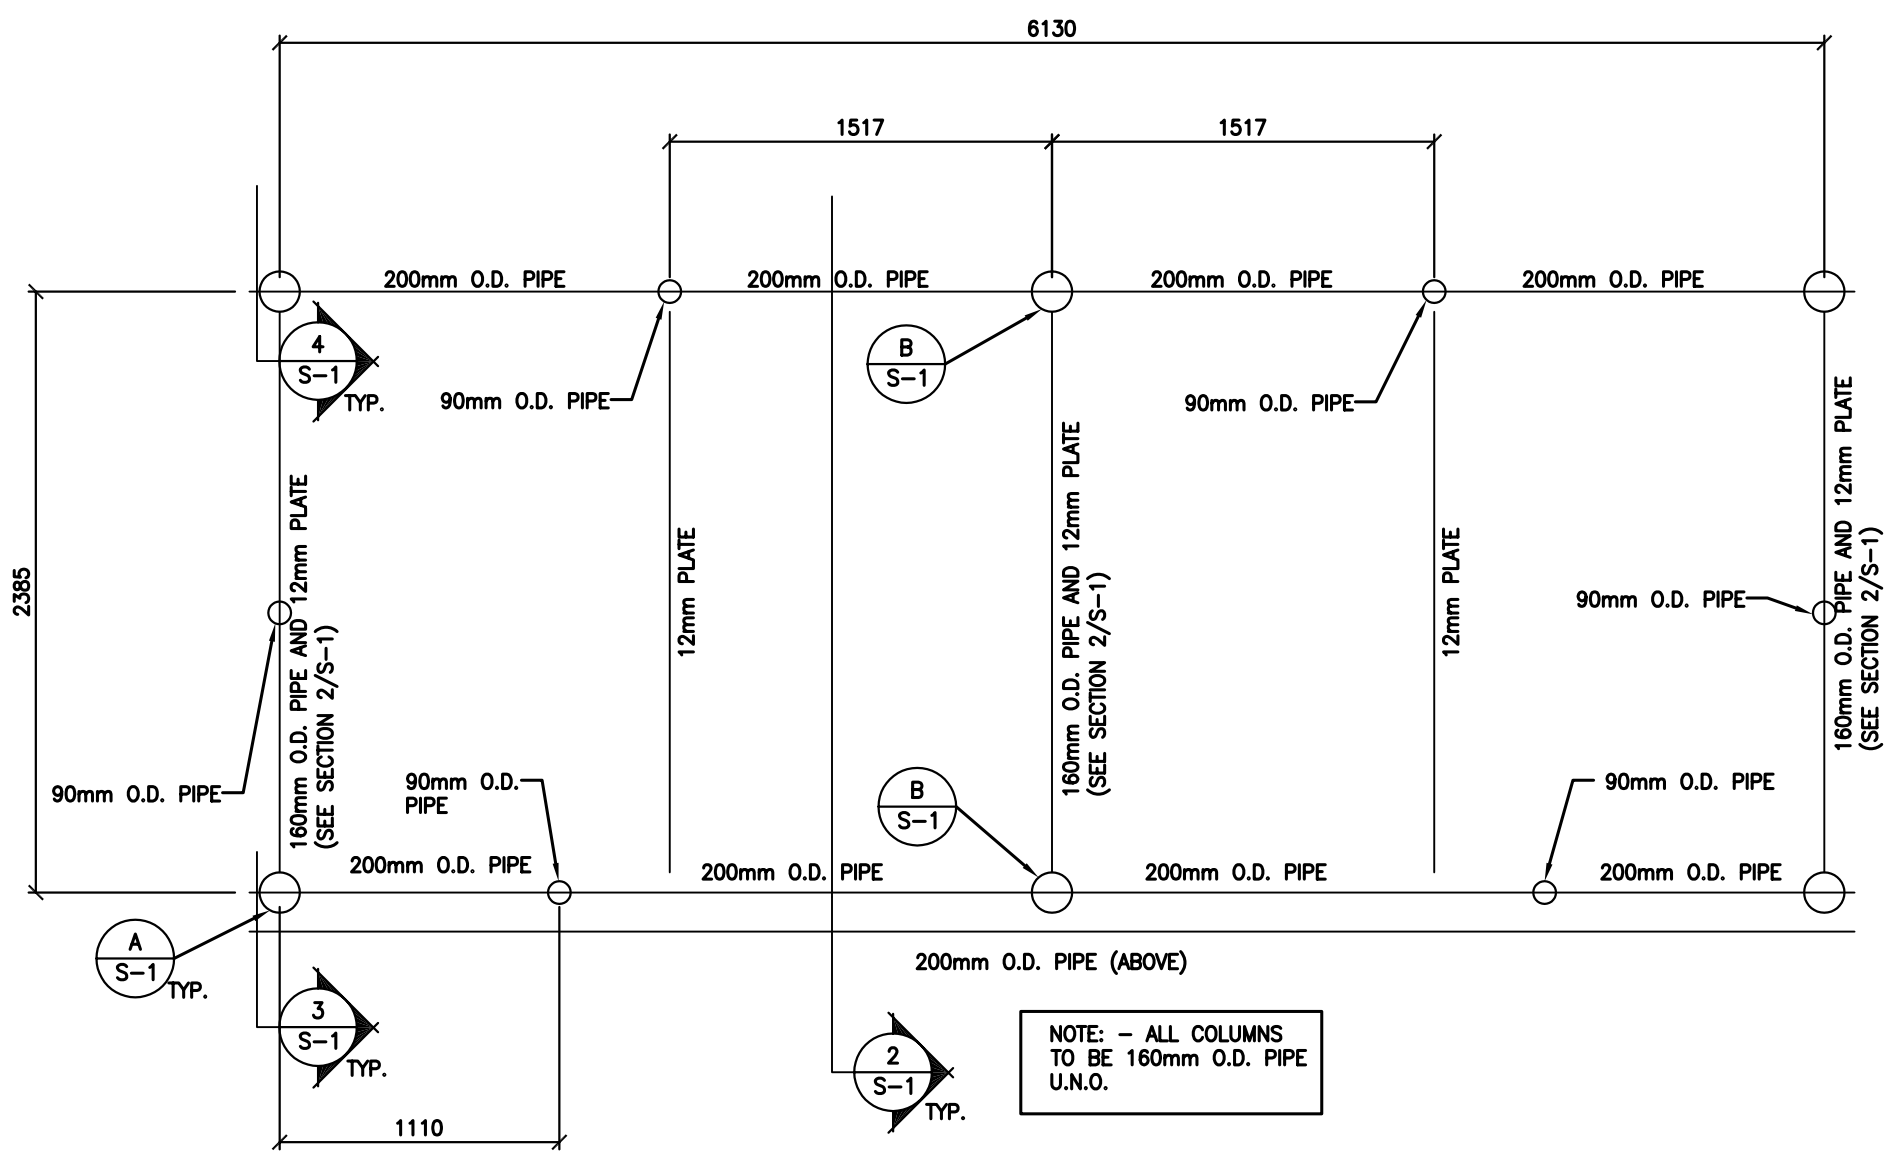 6130
1517
1517
200mm O.D. PIPE
200mm O.D. PIPE
200mm O.D. PIPE
200mm O.D. PIPE
4
S-1
TYP.
90mm O.D. PIPE
B
S-1
90mm O.D. PIPE
2385
160mm O.D. PIPE AND 12mm PLATE
(SEE SECTION 2/S-1)
12mm PLATE
160mm O.D. PIPE AND 12mm PLATE
(SEE SECTION 2/S-1)
12mm PLATE
90mm O.D. PIPE
160mm O.D. PIPE AND 12mm PLATE
(SEE SECTION 2/S-1)
90mm O.D. PIPE
90mm O.D.
PIPE
B
S-1
90mm O.D. PIPE
200mm O.D. PIPE
200mm O.D. PIPE
200mm O.D. PIPE
200mm O.D. PIPE
A
S-1
TYP.
200mm O.D. PIPE (ABOVE)
3
S-1
TYP.
2
S-1
TYP.
NOTE: - ALL COLUMNS
TO BE 160mm O.D. PIPE
U.N.O.
1110